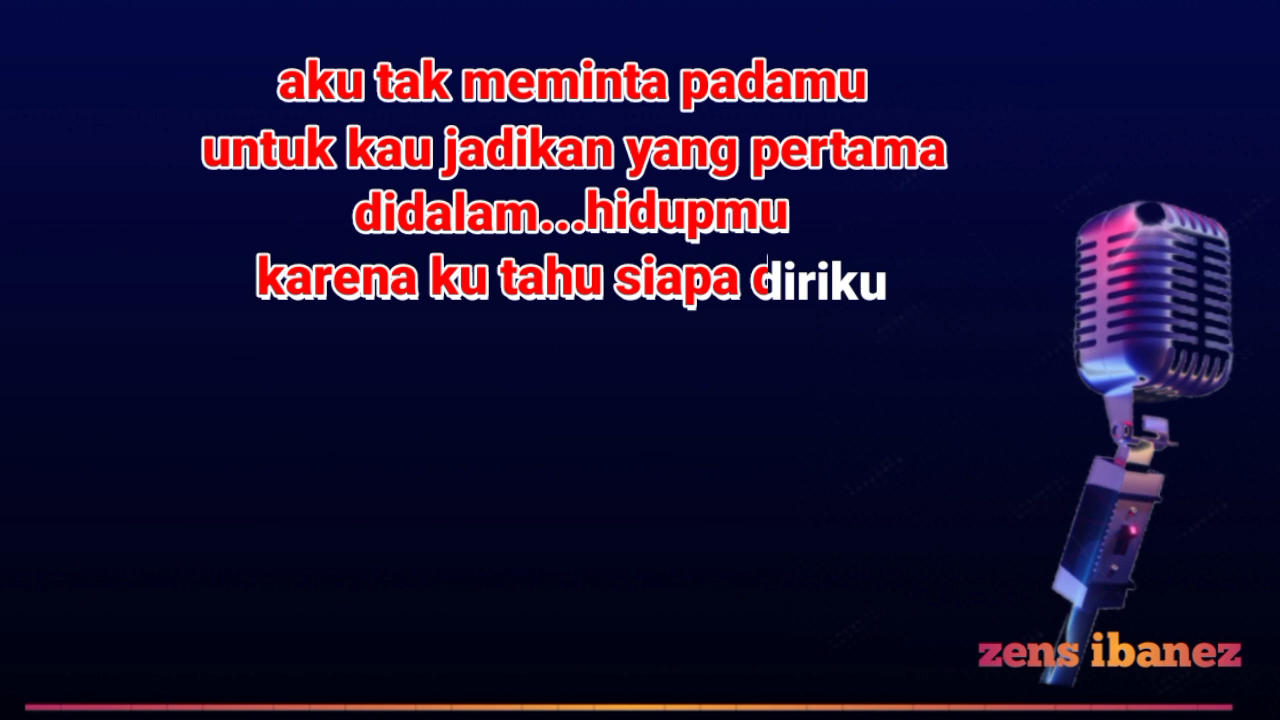 aku tak meminta padamu
untuk kau jadikan yang pertama
didalam...hidupmu
karena ku tahu siapa diriku
zens ibanez